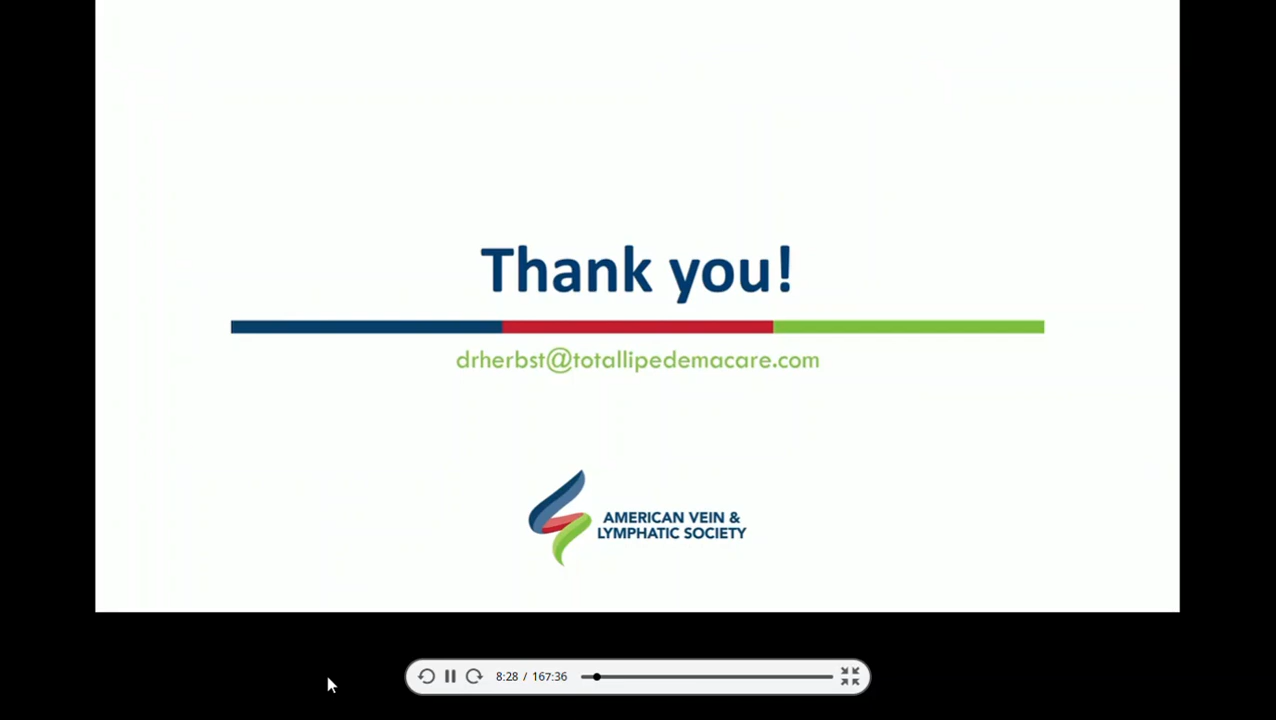 Thank you!
drherbst@totallipedemacare.com
AMERICAN VEIN &
LYMPHATIC SOCIETY
8:28 / 167:36